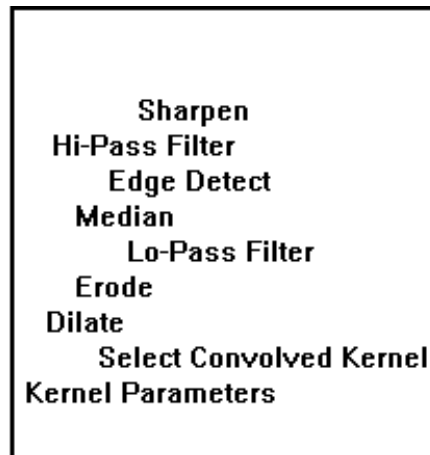 Sharpen
Hi-Pass Filter
Edge Detect
Median
Lo-Pass Filter
Erode
Dilate
Select Convolved Kernel
Kernel Parameters